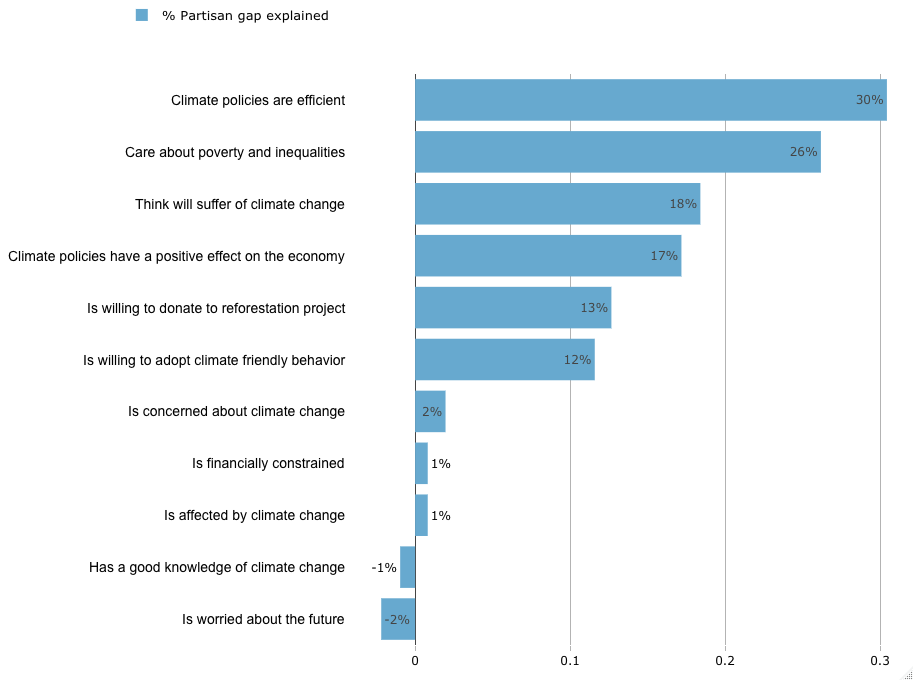 % Partisan gap explained
Climate policies are efficient 30%
Care about poverty and inequalities 26%
Think will suffer of climate change 18%
Climate policies have a positive effect on the economy 17%
Is willing to donate to reforestation project 13%
Is willing to adopt climate friendly behavior 12%
Is concerned about climate change 2%
Is financially constrained 1%
Is affected by climate change 1%
Has a good knowledge of climate change -1%
Is worried about the future -2%
0 0.1 0.2 0.3